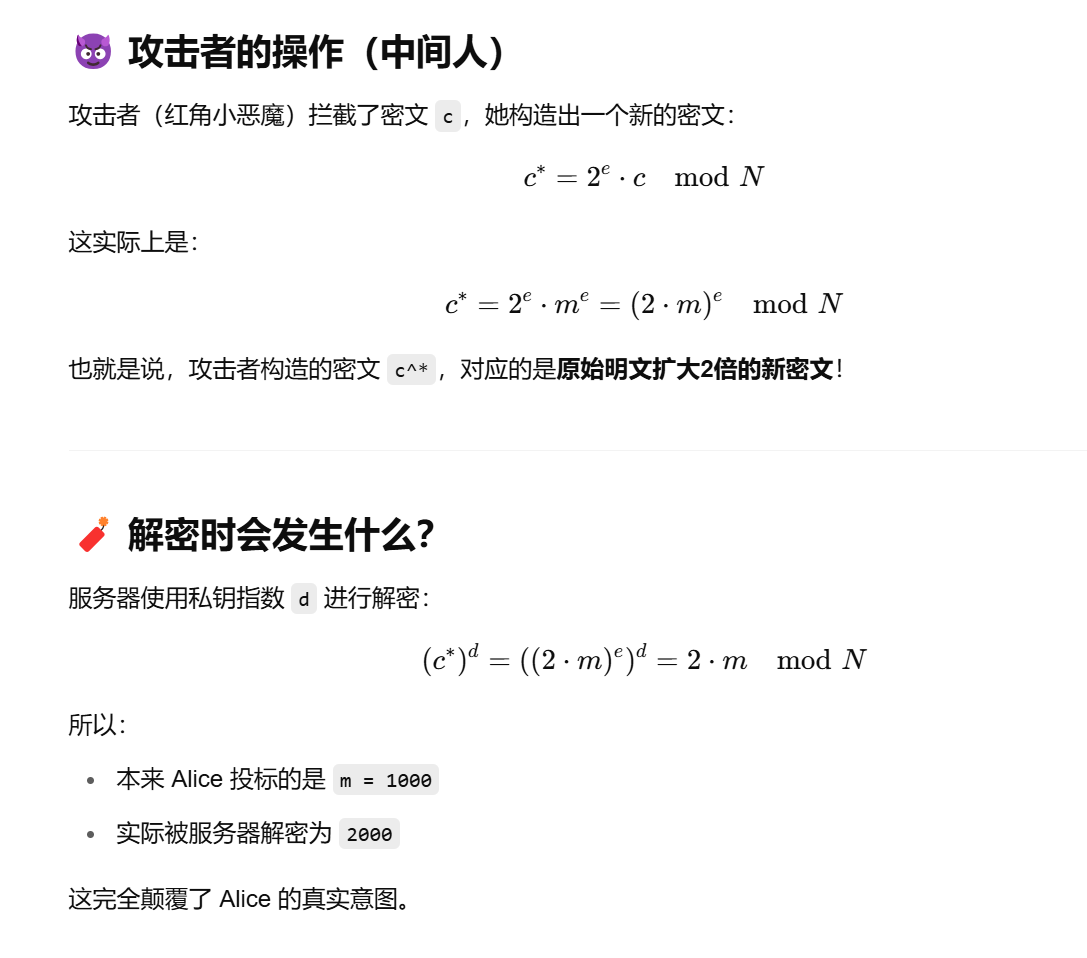 😈 攻击者的操作（中间人）
攻击者（红角小恶魔）拦截了密文 c，她构造出一个新的密文：
c* = 2^e · c mod N
这实际上是：
c* = 2^e · m^e = (2 · m)^e mod N
也就是说，攻击者构造的密文 c^*，对应的是原始明文扩大2倍的新密文！
🧨 解密时会发生什么？
服务器使用私钥指数 d 进行解密：
(c*)^d = ((2 · m)^e)^d = 2 · m mod N
所以：
• 本来 Alice 投标的是 m = 1000
• 实际被服务器解密为 2000
这完全颠覆了 Alice 的真实意图。